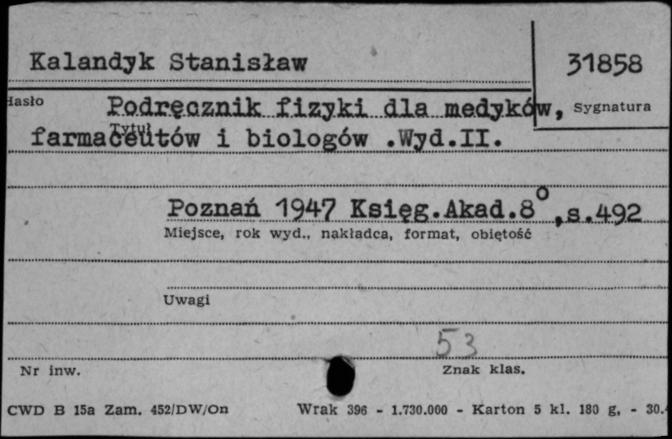 Kalandyk Stanisław 31858
Hasło Podręcznik fizyki dla medyków, Sygnatura
Tytuł
farmaceutów i biologów .Wyd.II.
Poznań 1947 Księg.Akad.8°,s.492
Miejsce, rok wyd., nakładca, format, objętość
Uwagi
53
Nr inw. Znak klas.
CWD B 15a Zam. 452/DW/On Wrak 396 - 1.730.000 - Karton 5 kl. 180 g, - 30.